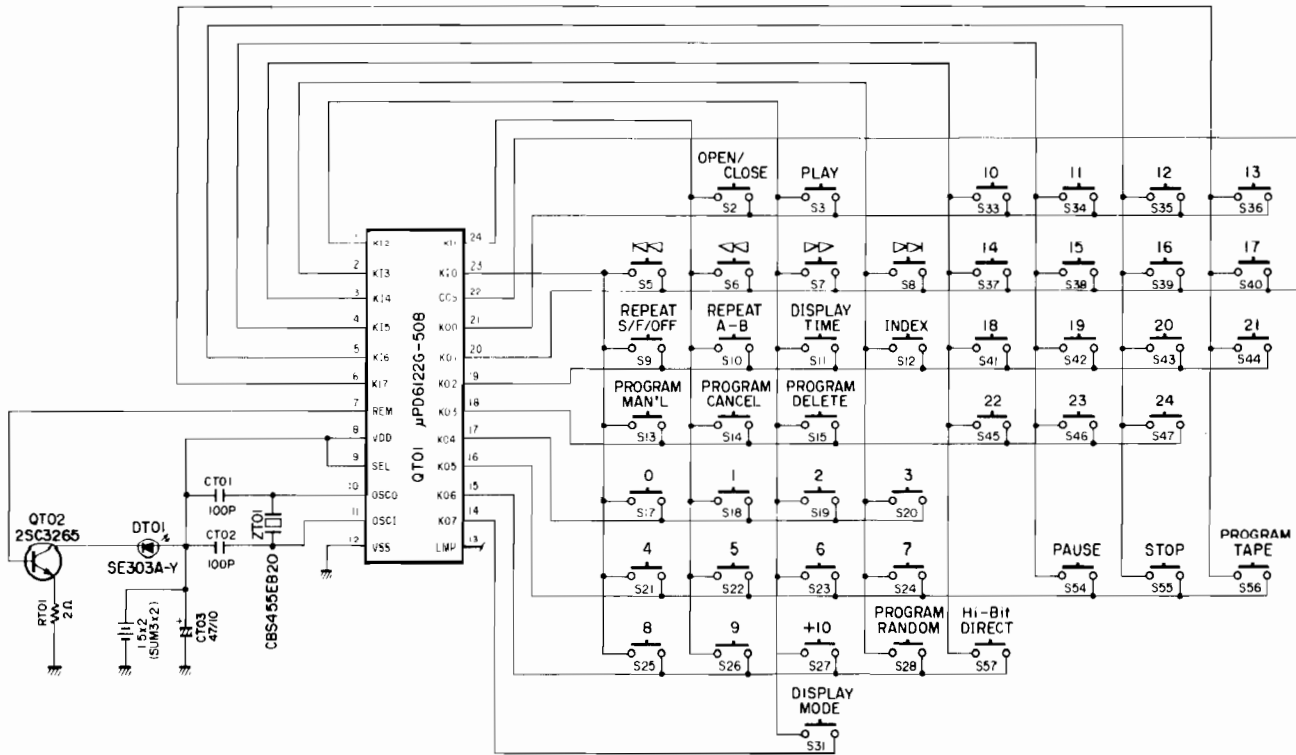 OPEN/
CLOSE
S2
PLAY
S3
10
S33
11
S34
12
S35
13
S36
S5
S6
S7
S8
14
S37
15
S38
16
S39
17
S40
REPEAT
S/F/OFF
S9
REPEAT
A-B
S10
DISPLAY
TIME
S11
INDEX
S12
18
S41
19
S42
20
S43
21
S44
PROGRAM
MAN'L
S13
PROGRAM
CANCEL
S14
PROGRAM
DELETE
S15
22
S45
23
S46
24
S47
0
S17
1
S18
2
S19
3
S20
4
S21
5
S22
6
S23
7
S24
PAUSE
S54
STOP
S55
PROGRAM
TAPE
S56
8
S25
9
S26
+10
S27
PROGRAM
RANDOM
S28
Hi-Bit
DIRECT
S57
DISPLAY
MODE
S31
QT01 μPD6122G-508
1 KI2
2 KI3
3 KI4
4 KI5
5 KI6
6 KI7
7 REM
8 VDD
9 SEL
10 OSCO
11 OSCI
12 VSS
24 KI1
23 KI0
22 CCS
21 KO0
20 KO1
19 KO2
18 KO3
17 KO4
16 KO5
15 KO6
14 KO7
13 LMP
CT01
100P
CT02
100P
ZT01
CBS455EB20
QT02
2SC3265
DT01
SE303A-Y
RT01
2Ω
1.5x2
(SUM3x2)
+
CT03
47/10